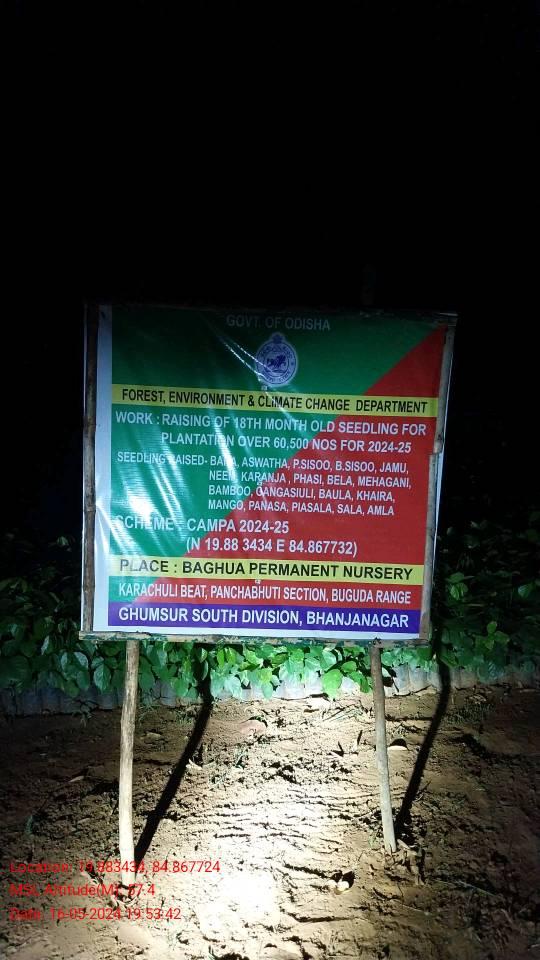 GOVT. OF ODISHA
FOREST, ENVIRONMENT & CLIMATE CHANGE DEPARTMENT
WORK : RAISING OF 18TH MONTH OLD SEEDLING FOR
PLANTATION OVER 60,500 NOS FOR 2024-25
SEEDLING RAISED- BARA, ASWATHA, P.SISOO, B.SISOO, JAMU,
NEEM, KARANJA , PHASI, BELA, MEHAGANI,
BAMBOO, GANGASIULI, BAULA, KHAIRA,
MANGO, PANASA, PIASALA, SALA, AMLA
SCHEME - CAMPA 2024-25
(N 19.88 3434 E 84.867732)
PLACE : BAGHUA PERMANENT NURSERY
KARACHULI BEAT, PANCHABHUTI SECTION, BUGUDA RANGE
GHUMSUR SOUTH DIVISION, BHANJANAGAR
Location: 19.883434, 84.867724
MSL Altitude(M): 57.4
Date: 16-05-2024 19:53:42